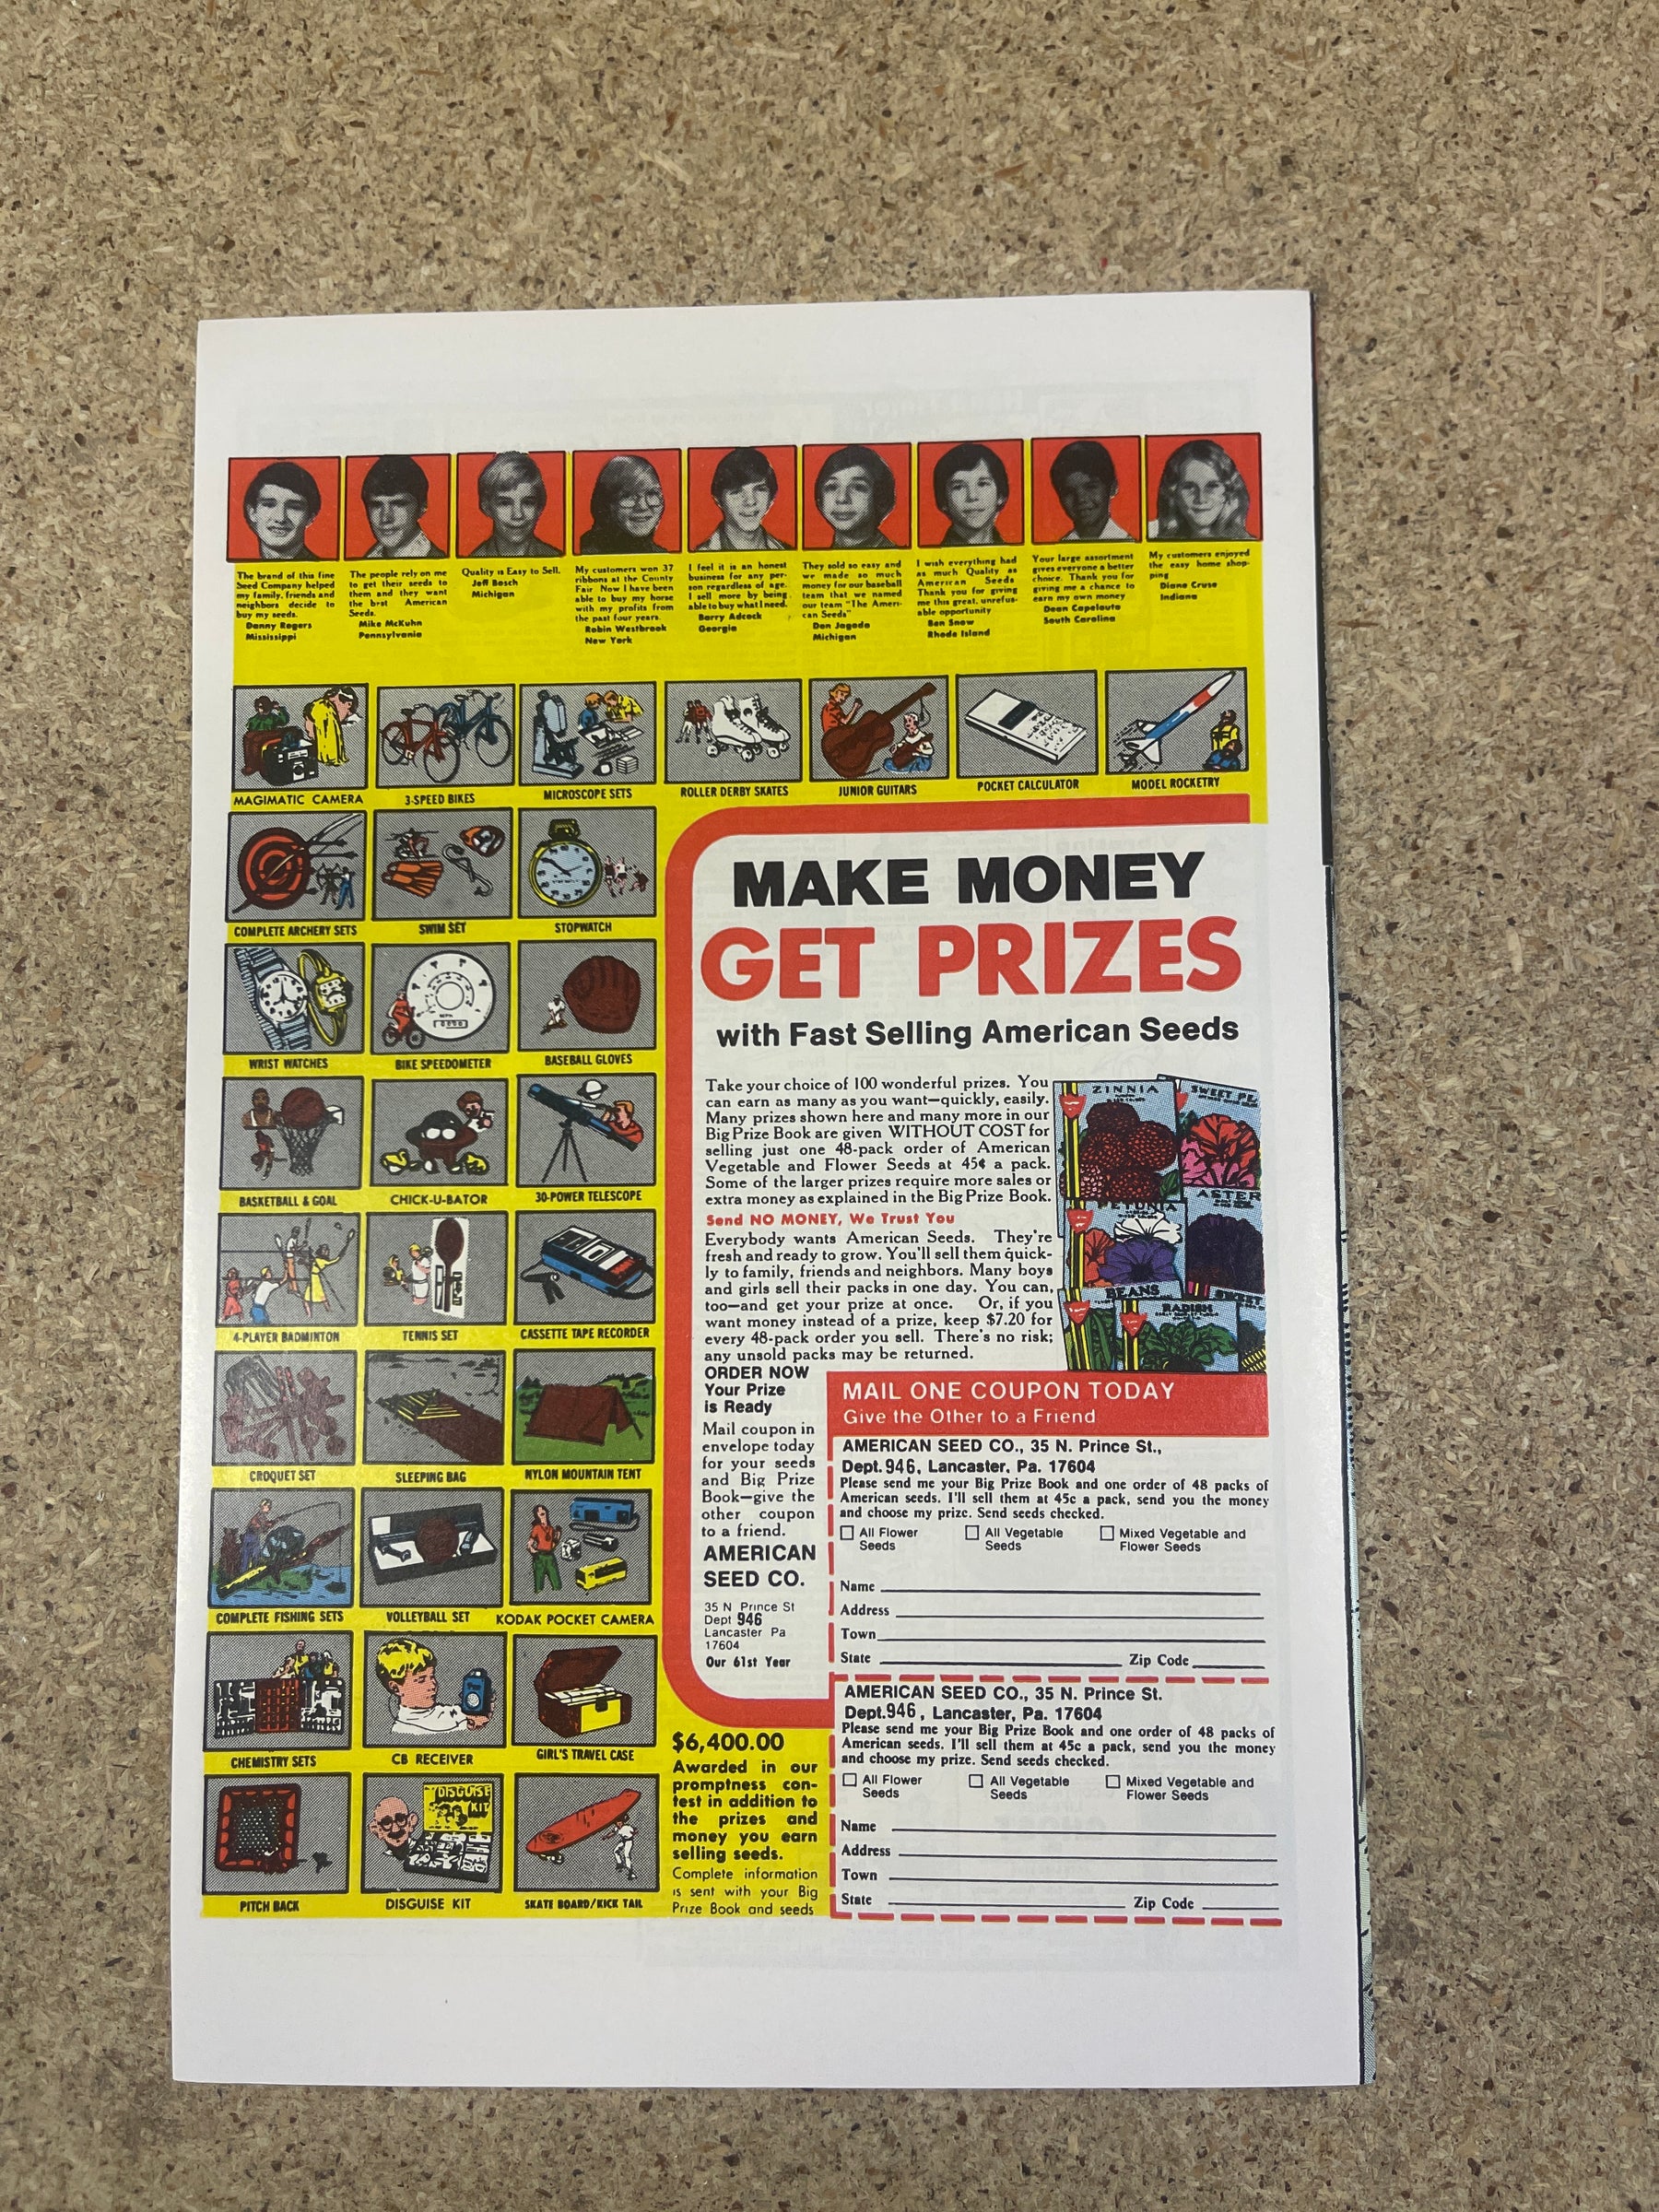 The brand of this fine
Seed Company helped
my family, friends and
neighbors decide to
buy my seeds.
Danny Rogers
Mississippi
The people rely on me
to get their seeds to
them and they want
the best American
Seeds.
Mike McKuhn
Pennsylvania
Quality is Easy to Sell.
Jeff Bosch
Michigan
My customers won 37
ribbons at the County
Fair. Now I have been
able to buy my horse
with my profits from
the past four years.
Robin Westbrook
New York
I feel it is an honest
business for any per-
son regardless of age.
I sell more by being
able to buy what I need.
Barry Adcock
Georgia
They sold so easy and
we made so much
money for our baseball
team that we named
our team "The Ameri-
can Seeds"
Dan Jagoda
Michigan
I wish everything had
as much Quality as
American Seeds
Thank you for giving
me this great, unrefus-
able opportunity
Ben Snow
Rhode Island
Your large assortment
gives everyone a better
choice. Thank you for
giving me a chance to
earn my own money
Dean Capelouto
South Carolina
My customers enjoyed
the easy home shop-
ping
Diana Cruse
Indiana
MAGIMATIC CAMERA
3-SPEED BIKES
MICROSCOPE SETS
ROLLER DERBY SKATES
JUNIOR GUITARS
POCKET CALCULATOR
MODEL ROCKETRY
COMPLETE ARCHERY SETS
SWIM SET
STOPWATCH
WRIST WATCHES
BIKE SPEEDOMETER
BASEBALL GLOVES
BASKETBALL & GOAL
CHICK-U-BATOR
30-POWER TELESCOPE
4-PLAYER BADMINTON
TENNIS SET
CASSETTE TAPE RECORDER
CROQUET SET
SLEEPING BAG
NYLON MOUNTAIN TENT
COMPLETE FISHING SETS
VOLLEYBALL SET
KODAK POCKET CAMERA
CHEMISTRY SETS
CB RECEIVER
GIRL'S TRAVEL CASE
PITCH BACK
DISGUISE
KIT
DISGUISE KIT
SKATE BOARD/KICK TAIL
MAKE MONEY
GET PRIZES
with Fast Selling American Seeds
Take your choice of 100 wonderful prizes. You
can earn as many as you want—quickly, easily.
Many prizes shown here and many more in our
Big Prize Book are given WITHOUT COST for
selling just one 48-pack order of American
Vegetable and Flower Seeds at 45¢ a pack.
Some of the larger prizes require more sales or
extra money as explained in the Big Prize Book.
Send NO MONEY, We Trust You
Everybody wants American Seeds. They're
fresh and ready to grow. You'll sell them quick-
ly to family, friends and neighbors. Many boys
and girls sell their packs in one day. You can,
too—and get your prize at once. Or, if you
want money instead of a prize, keep $7.20 for
every 48-pack order you sell. There's no risk;
any unsold packs may be returned.
ZINNIA
SWEET PE
ASTER
PETUNIA
BEANS
RADISH
SWEET
ORDER NOW
Your Prize
is Ready
Mail coupon in
envelope today
for your seeds
and Big Prize
Book—give the
other coupon
to a friend.
AMERICAN
SEED CO.
35 N Prince St
Dept 946
Lancaster Pa
17604
Our 61st Year
$6,400.00
Awarded in our
promptness con-
test in addition to
the prizes and
money you earn
selling seeds.
Complete information
is sent with your Big
Prize Book and seeds
MAIL ONE COUPON TODAY
Give the Other to a Friend
AMERICAN SEED CO., 35 N. Prince St.,
Dept. 946, Lancaster, Pa. 17604
Please send me your Big Prize Book and one order of 48 packs of
American seeds. I'll sell them at 45c a pack, send you the money
and choose my prize. Send seeds checked.
All Flower Seeds
All Vegetable Seeds
Mixed Vegetable and Flower Seeds
Name
Address
Town
State Zip Code
AMERICAN SEED CO., 35 N. Prince St.
Dept. 946, Lancaster, Pa. 17604
Please send me your Big Prize Book and one order of 48 packs of
American seeds. I'll sell them at 45c a pack, send you the money
and choose my prize. Send seeds checked.
All Flower Seeds
All Vegetable Seeds
Mixed Vegetable and Flower Seeds
Name
Address
Town
State Zip Code